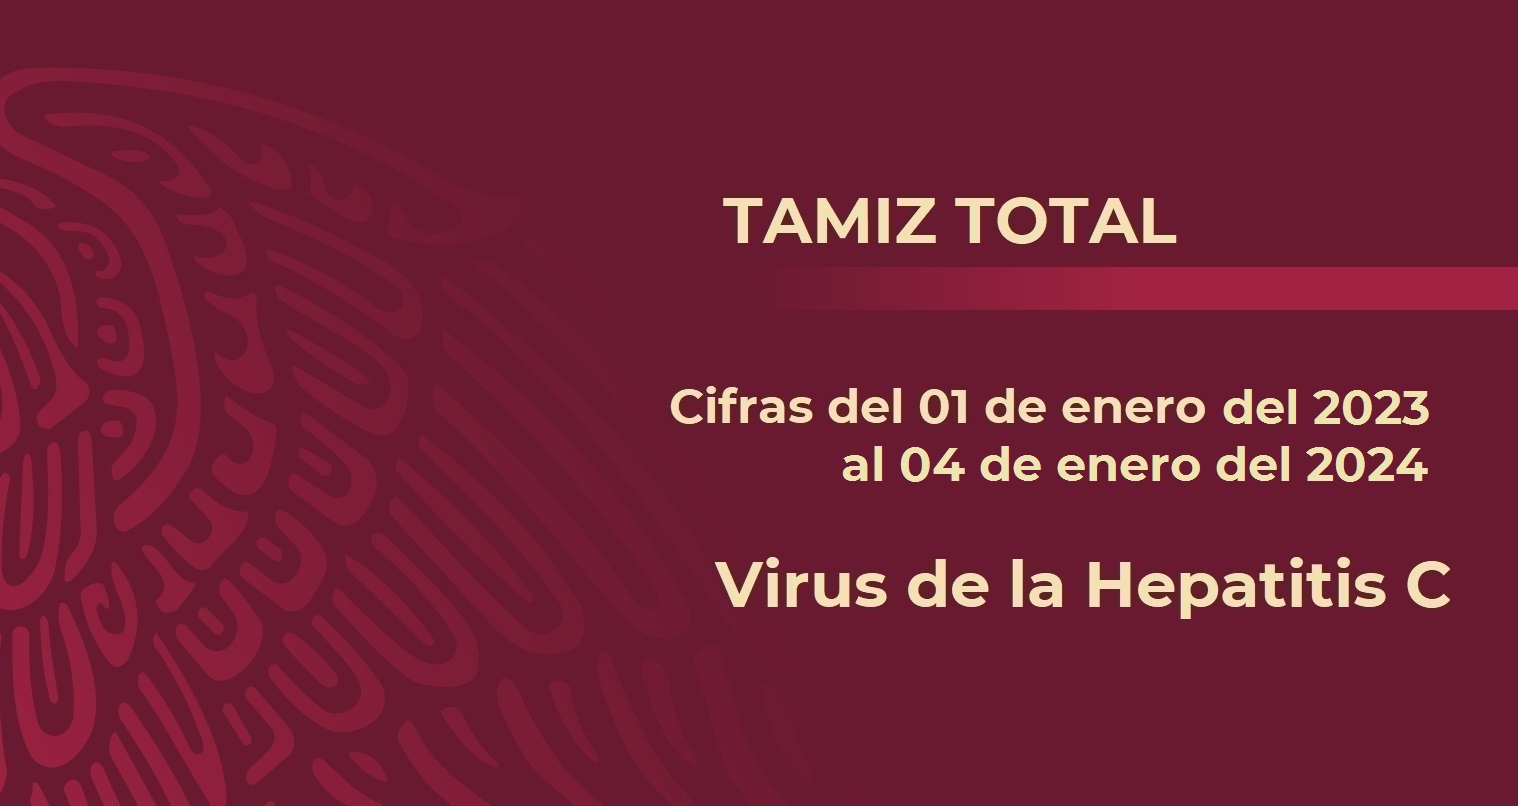 TAMIZ TOTAL
Cifras del 01 de enero del 2023
al 04 de enero del 2024
Virus de la Hepatitis C